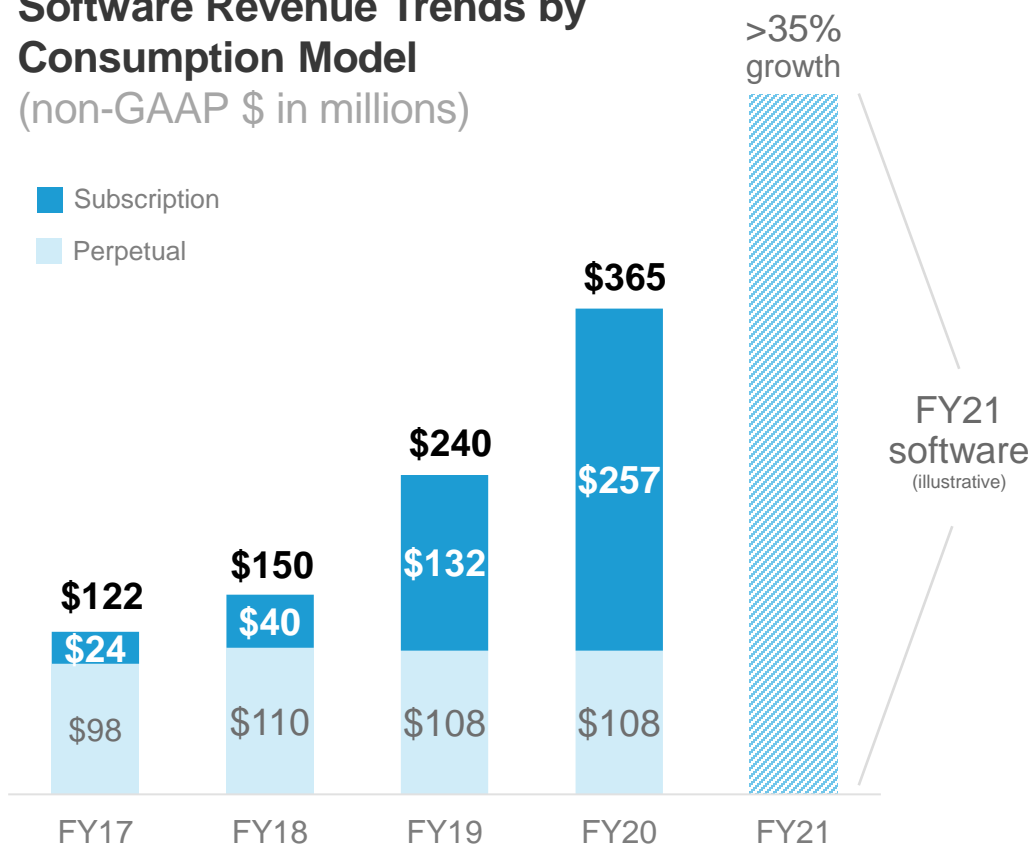 Software Revenue Trends by
Consumption Model
(non-GAAP $ in millions)
>35%
growth
Subscription
Perpetual
$365
$240
$257
$150
$132
$122
$40
$24
$98
$110
$108
$108
FY21
software
(illustrative)
FY17
FY18
FY19
FY20
FY21